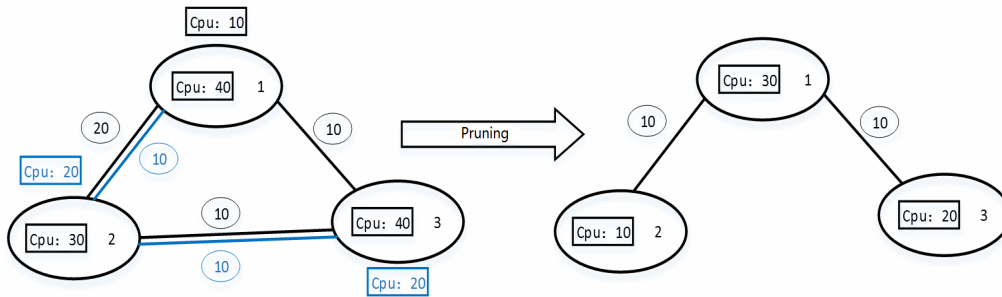 Cpu: 10
Cpu: 40 1
20
10
10
Cpu: 20
Cpu: 30 2
10
10
Cpu: 40 3
Cpu: 20
Pruning
Cpu: 30 1
10
10
Cpu: 10 2
Cpu: 20 3